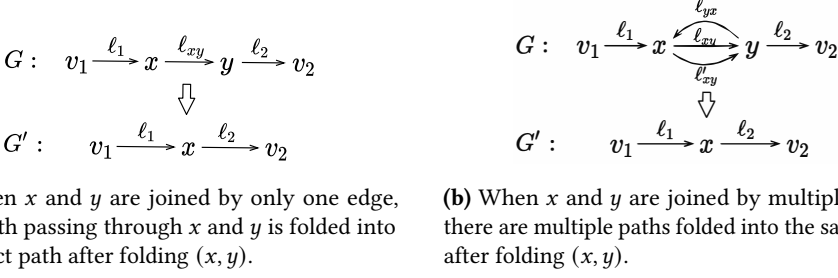 G : v₁ ℓ₁ x ℓxy y ℓ₂ v₂
G′ : v₁ ℓ₁ x ℓ₂ v₂
en x and y are joined by only one edge,
th passing through x and y is folded into
ct path after folding (x, y).
ℓyx
G : v₁ ℓ₁ x ℓxy y ℓ₂ v₂
ℓ′xy
G′ : v₁ ℓ₁ x ℓ₂ v₂
(b) When x and y are joined by multipl
there are multiple paths folded into the sa
after folding (x, y).